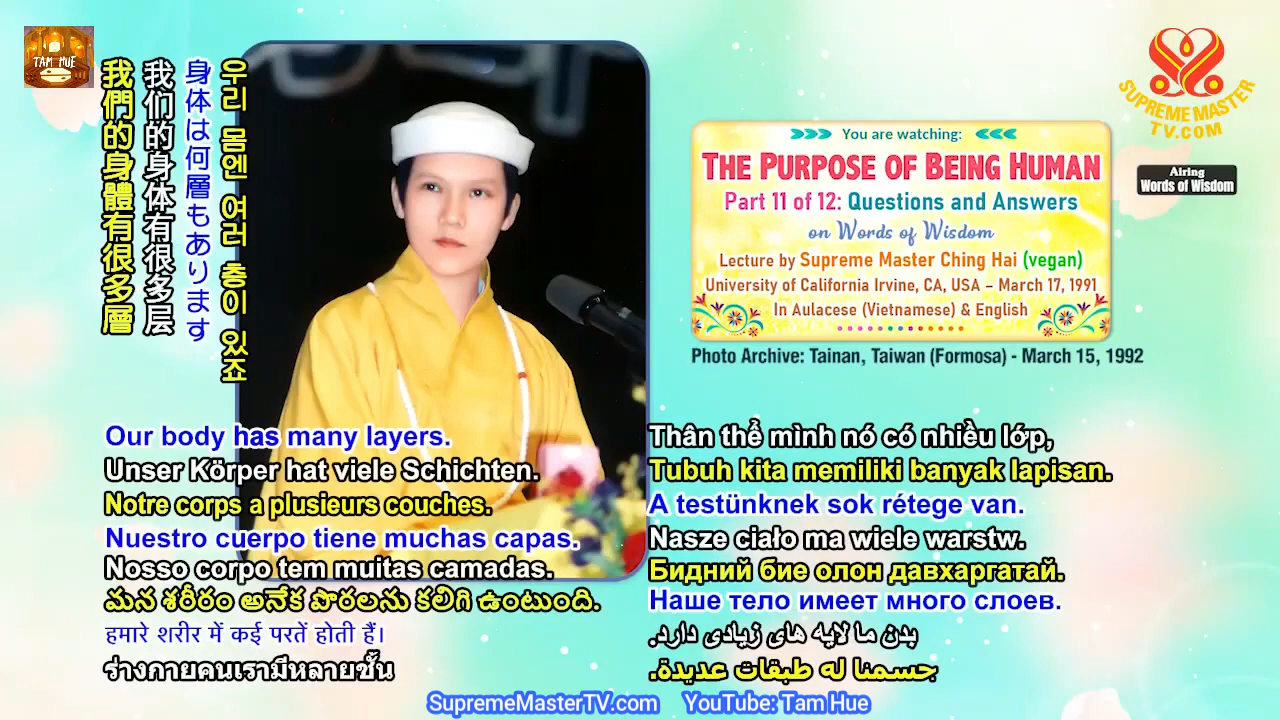 TAM HUE
我們的身體有很多層
我们的身体有很多层
身体は何層もあります
우리 몸엔 여러 층이 있죠
SUPREME MASTER
TV.COM
Airing
Words of Wisdom
You are watching:
THE PURPOSE OF BEING HUMAN
Part 11 of 12: Questions and Answers
on Words of Wisdom
Lecture by Supreme Master Ching Hai (vegan)
University of California Irvine, CA, USA – March 17, 1991
In Aulacese (Vietnamese) & English
Photo Archive: Tainan, Taiwan (Formosa) - March 15, 1992
Our body has many layers.
Unser Körper hat viele Schichten.
Notre corps a plusieurs couches.
Nuestro cuerpo tiene muchas capas.
Nosso corpo tem muitas camadas.
మన శరీరం అనేక పొరలను కలిగి ఉంటుంది.
हमारे शरीर में कई परतें होती हैं।
ร่างกายคนเรามีหลายชั้น
Thân thể mình nó có nhiều lớp,
Tubuh kita memiliki banyak lapisan.
A testünknek sok rétege van.
Nasze ciało ma wiele warstw.
Бидний бие олон давхаргатай.
Наше тело имеет много слоев.
بدن ما لایه های زیادی دارد.
جسمنا له طبقات عديدة.
SupremeMasterTV.com YouTube: Tam Hue